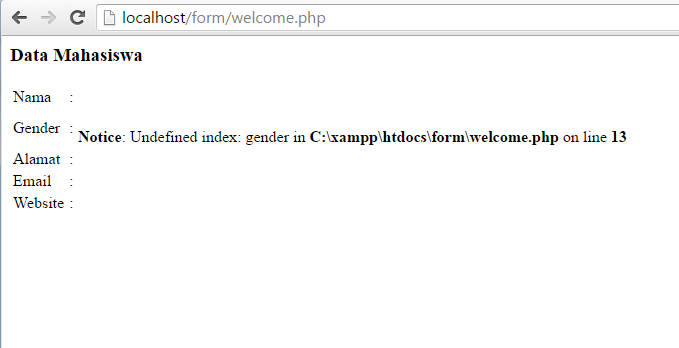 localhost/form/welcome.php
Data Mahasiswa
Nama :
Gender : Notice: Undefined index: gender in C:\xampp\htdocs\form\welcome.php on line 13
Alamat :
Email :
Website :